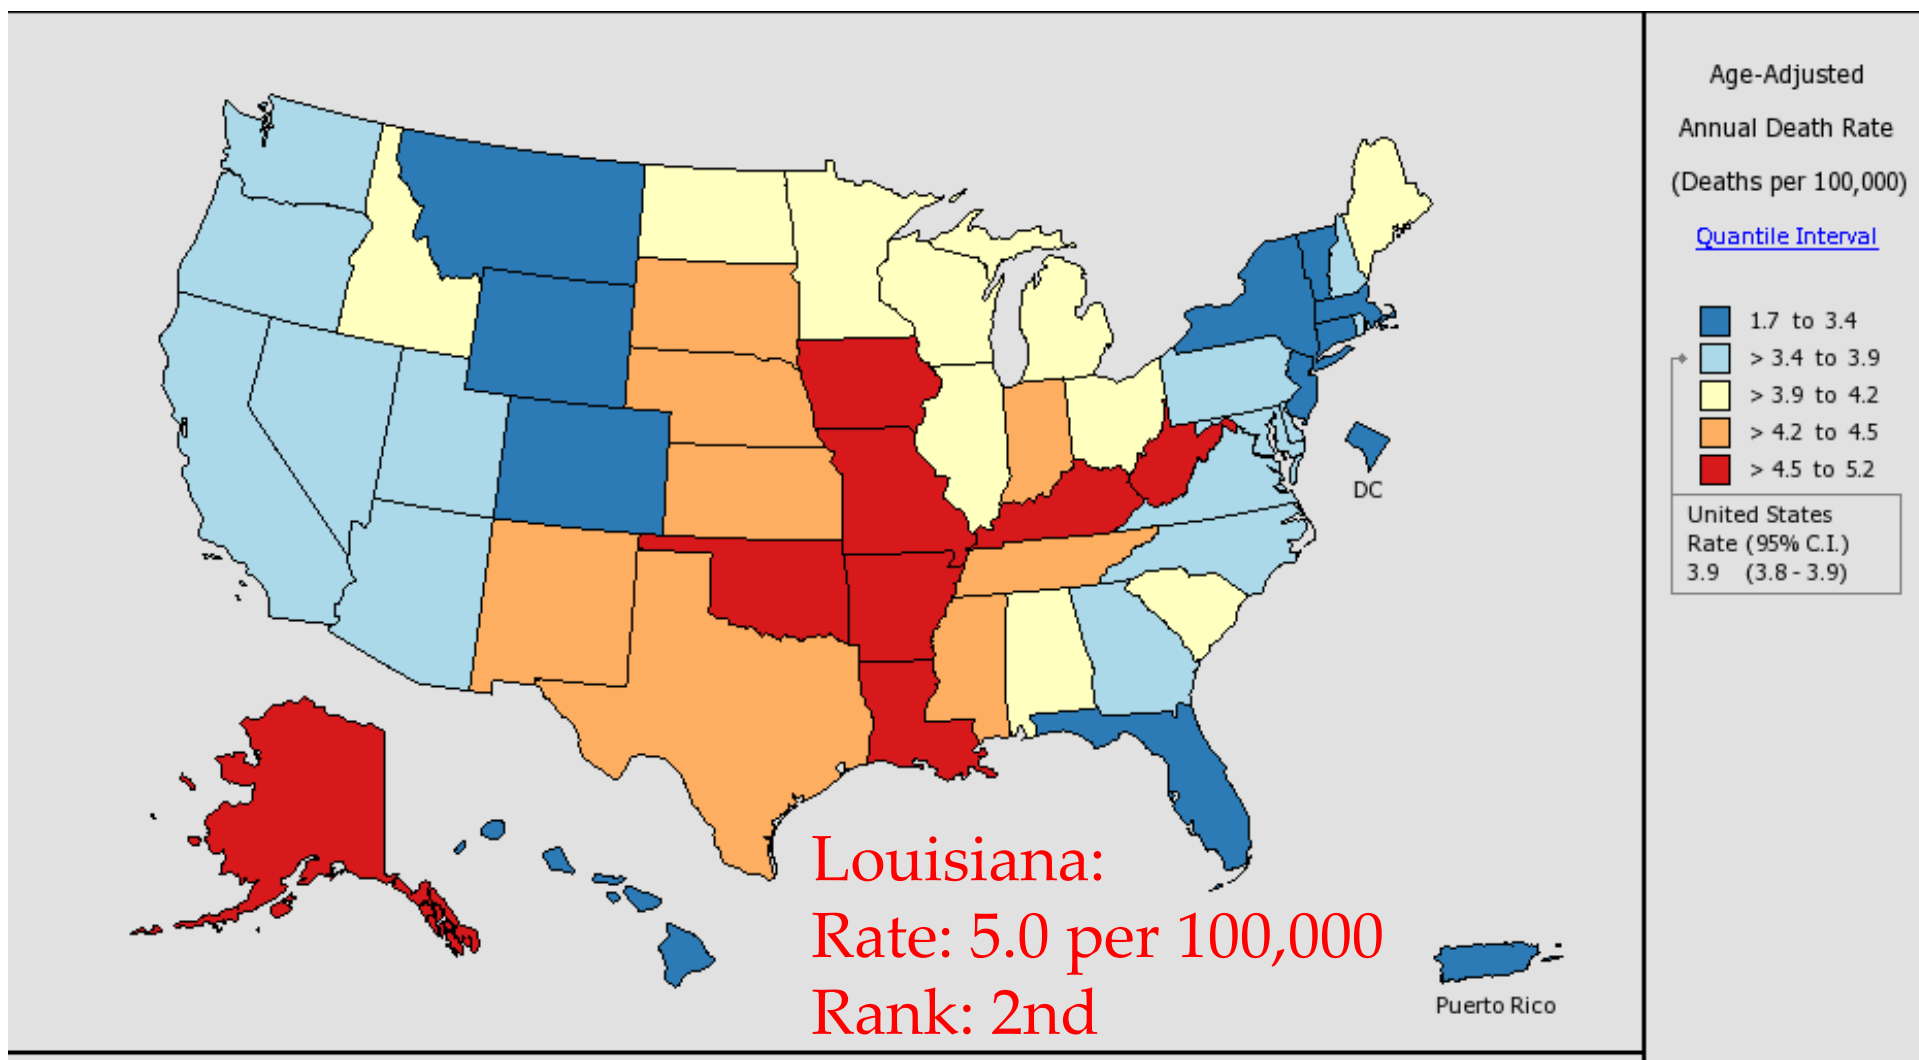 Age-Adjusted
Annual Death Rate
(Deaths per 100,000)
Quantile Interval
1.7 to 3.4
> 3.4 to 3.9
> 3.9 to 4.2
> 4.2 to 4.5
> 4.5 to 5.2
United States
Rate (95% C.I.)
3.9 (3.8 - 3.9)
DC
Louisiana:
Rate: 5.0 per 100,000
Rank: 2nd
Puerto Rico